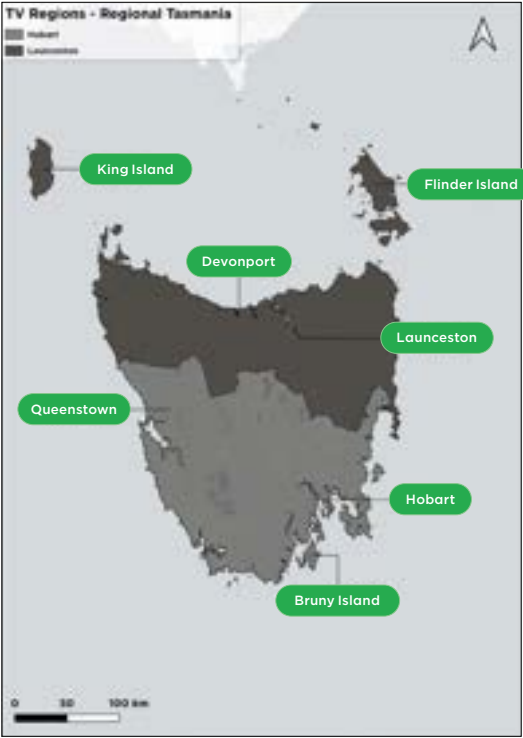 TV Regions - Regional Tasmania
Hobart
Launceston
King Island
Flinder Island
Devonport
Launceston
Queenstown
Hobart
Bruny Island
0 50 100 km